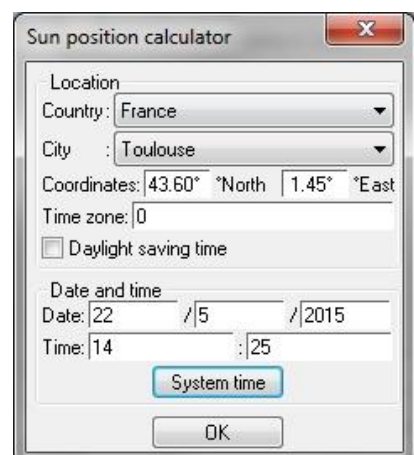 Sun position calculator
Location
Country: France
City : Toulouse
Coordinates: 43.60° °North 1.45° °East
Time zone: 0
Daylight saving time
Date and time
Date: 22 / 5 / 2015
Time: 14 : 25
System time
OK